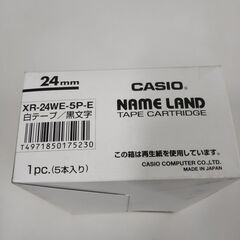 24mm
XR-24WE-5P-E
白テープ／黒文字
T4971850175230
1pc.(5本入り)
CASIO
NAME LAND
TAPE CARTRIDGE
この箱は再生紙を使用しています。
CASIO COMPUTER CO.,LTD.
MADE IN JAPAN